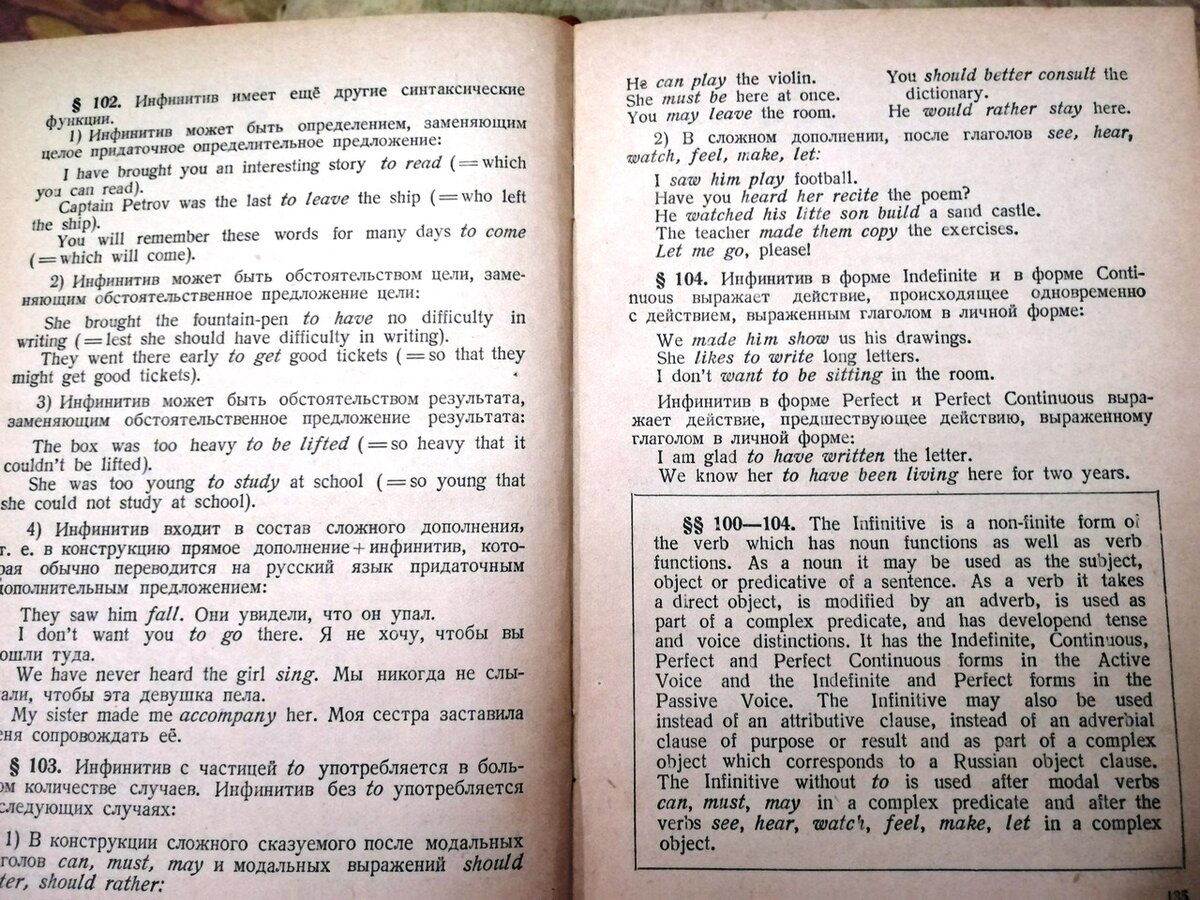 § 102. Инфинитив имеет ещё другие синтаксические
функции.
1) Инфинитив может быть определением, заменяющим
целое придаточное определительное предложение:
I have brought you an interesting story to read (=which
you can read).
Captain Petrov was the last to leave the ship (=who left
the ship).
You will remember these words for many days to come
(=which will come).
2) Инфинитив может быть обстоятельством цели, заме-
няющим обстоятельственное предложение цели:
She brought the fountain-pen to have no difficulty in
writing (=lest she should have difficulty in writing).
They went there early to get good tickets (=so that they
might get good tickets).
3) Инфинитив может быть обстоятельством результата,
заменяющим обстоятельственное предложение результата:
The box was too heavy to be lifted (=so heavy that it
couldn't be lifted).
She was too young to study at school (=so young that
she could not study at school).
4) Инфинитив входит в состав сложного дополнения,
т. е. в конструкцию прямое дополнение+инфинитив, кото-
рая обычно переводится на русский язык придаточным
дополнительным предложением:
They saw him fall. Они увидели, что он упал.
I don't want you to go there. Я не хочу, чтобы вы
ошли туда.
We have never heard the girl sing. Мы никогда не слы-
али, чтобы эта девушка пела.
My sister made me accompany her. Моя сестра заставила
еня сопровождать её.
§ 103. Инфинитив с частицей to употребляется в боль-
ом количестве случаев. Инфинитив без to употребляется
следующих случаях:
1) В конструкции сложного сказуемого после модальных
голов can, must, may и модальных выражений should
ter, should rather:
He can play the violin.
She must be here at once.
You may leave the room.
You should better consult the
dictionary.
He would rather stay here.
2) В сложном дополнении, после глаголов see, hear,
watch, feel, make, let:
I saw him play football.
Have you heard her recite the poem?
He watched his litte son build a sand castle.
The teacher made them copy the exercises.
Let me go, please!
§ 104. Инфинитив в форме Indefinite и в форме Conti-
nuous выражает действие, происходящее одновременно
с действием, выраженным глаголом в личной форме:
We made him show us his drawings.
She likes to write long letters.
I don't want to be sitting in the room.
Инфинитив в форме Perfect и Perfect Continuous выра-
жает действие, предшествующее действию, выраженному
глаголом в личной форме:
I am glad to have written the letter.
We know her to have been living here for two years.
§§ 100—104. The Infinitive is a non-finite form of
the verb which has noun functions as well as verb
functions. As a noun it may be used as the subject,
object or predicative of a sentence. As a verb it takes
a direct object, is modified by an adverb, is used as
part of a complex predicate, and has developend tense
and voice distinctions. It has the Indefinite, Continuous,
Perfect and Perfect Continuous forms in the Active
Voice and the Indefinite and Perfect forms in the
Passive Voice. The Infinitive may also be used
instead of an attributive clause, instead of an adverbial
clause of purpose or result and as part of a complex
object which corresponds to a Russian object clause.
The Infinitive without to is used after modal verbs
can, must, may in a complex predicate and after the
verbs see, hear, watch, feel, make, let in a complex
object.